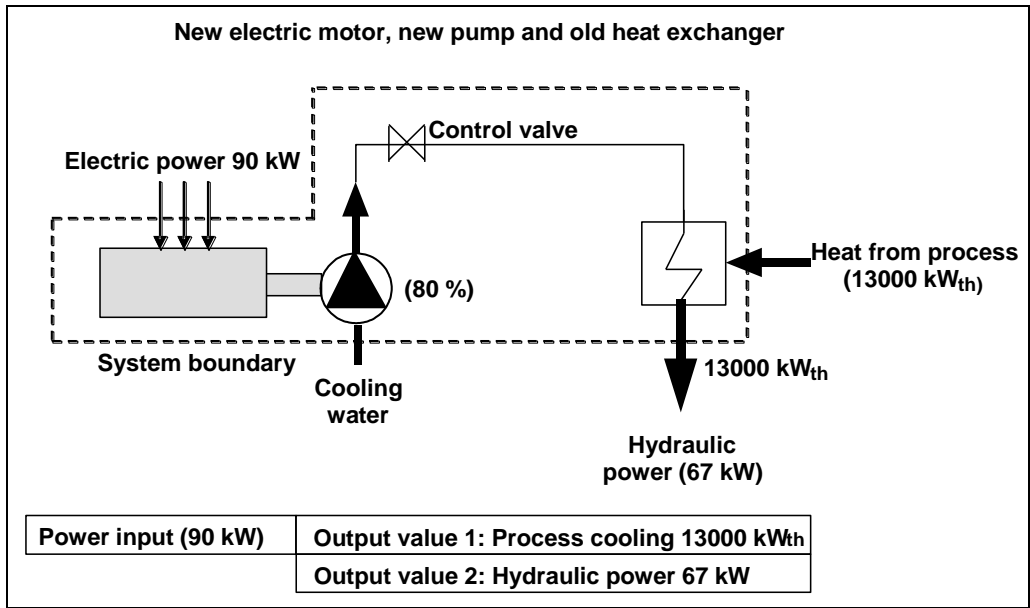 New electric motor, new pump and old heat exchanger
Control valve
Electric power 90 kW
Heat from process
(13000 kWth)
(80 %)
System boundary
13000 kWth
Cooling
water
Hydraulic
power (67 kW)
Power input (90 kW)
Output value 1: Process cooling 13000 kWth
Output value 2: Hydraulic power 67 kW